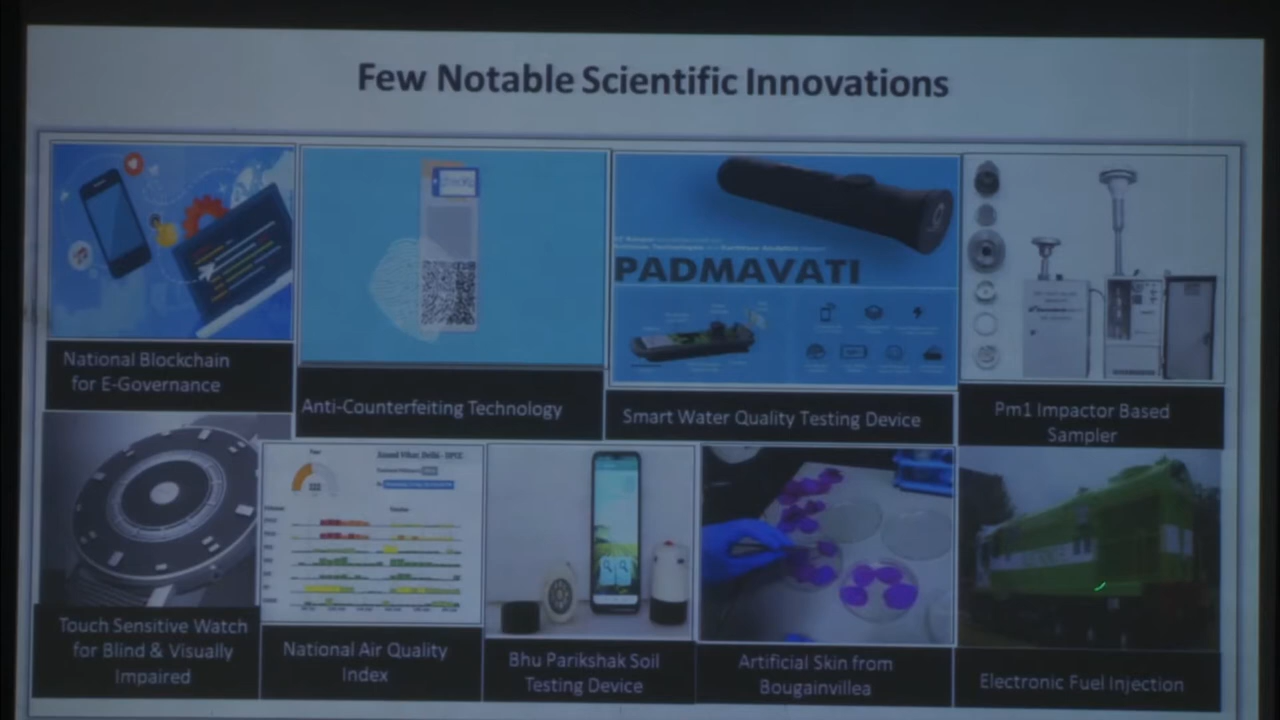 Few Notable Scientific Innovations
PADMAVATI
National Blockchain
for E-Governance
Anti-Counterfeiting Technology
Smart Water Quality Testing Device
Pm1 Impactor Based
Sampler
Touch Sensitive Watch
for Blind & Visually
Impaired
National Air Quality
Index
Bhu Parikshak Soil
Testing Device
Artificial Skin from
Bougainvillea
Electronic Fuel Injection